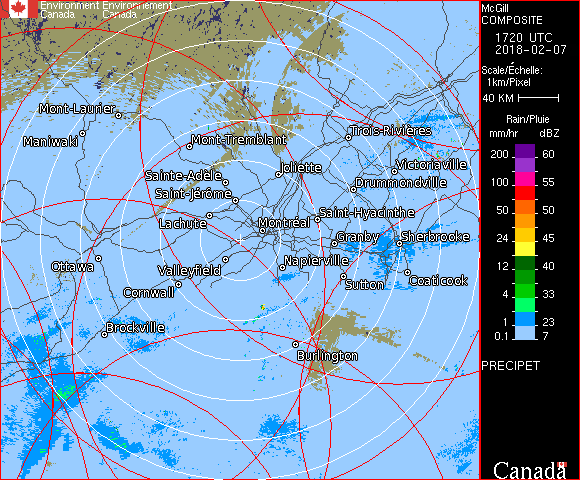 Environment Environnement
Canada Canada
McGill
COMPOSITE
1720 UTC
2018-02-07
Scale/Échelle:
1km/Pixel
40 KM
Rain/Pluie
mm/hr dBZ
200 60
100 55
50 50
24 45
12 40
4 33
1 23
0.1 7
PRECIPET
Mont-Laurier
Maniwaki
Mont-Tremblant
Trois-Rivières
Sainte-Adèle
Joliette
Victoriaville
Saint-Jérôme
Drummondville
Lachute
Montréal
Saint-Hyacinthe
Granby
Sherbrooke
Ottawa
Valleyfield
Napierville
Cornwall
Sutton
Coaticook
Brockville
Burlington
Canada